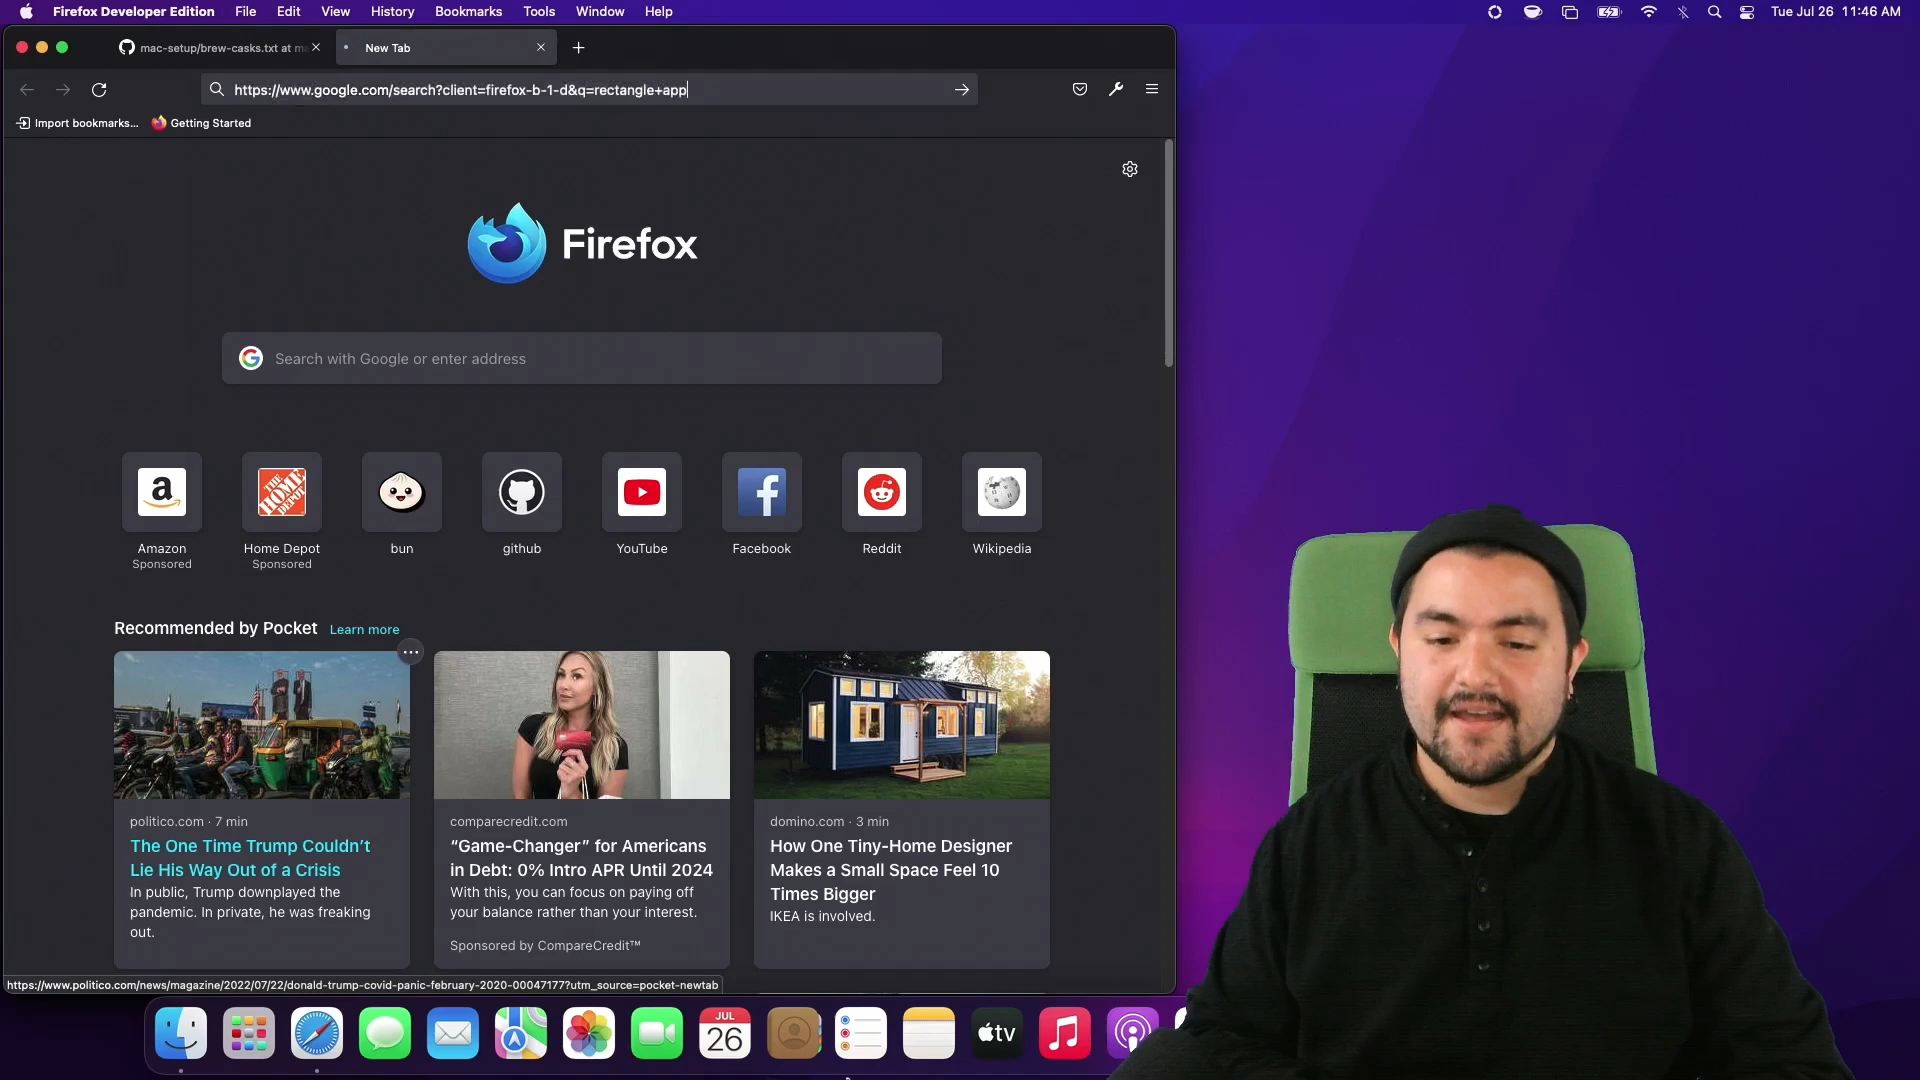 Firefox Developer Edition File Edit View History Bookmarks Tools Window Help Tue Jul 26 11:46 AM
mac-setup/brew-casks.txt at m
New Tab
https://www.google.com/search?client=firefox-b-1-d&q=rectangle+app
Import bookmarks... Getting Started
Firefox
Search with Google or enter address
a
THE HOME DEPOT
Amazon
Sponsored
Home Depot
Sponsored
bun
github
YouTube
Facebook
Reddit
Wikipedia
Recommended by Pocket Learn more
politico.com · 7 min
The One Time Trump Couldn’t
Lie His Way Out of a Crisis
In public, Trump downplayed the
pandemic. In private, he was freaking
out.
comparecredit.com
“Game-Changer” for Americans
in Debt: 0% Intro APR Until 2024
With this, you can focus on paying off
your balance rather than your interest.
Sponsored by CompareCredit™
domino.com · 3 min
How One Tiny-Home Designer
Makes a Small Space Feel 10
Times Bigger
IKEA is involved.
https://www.politico.com/news/magazine/2022/07/22/donald-trump-covid-panic-february-2020-00047177?utm_source=pocket-newtab
JUL
26
tv